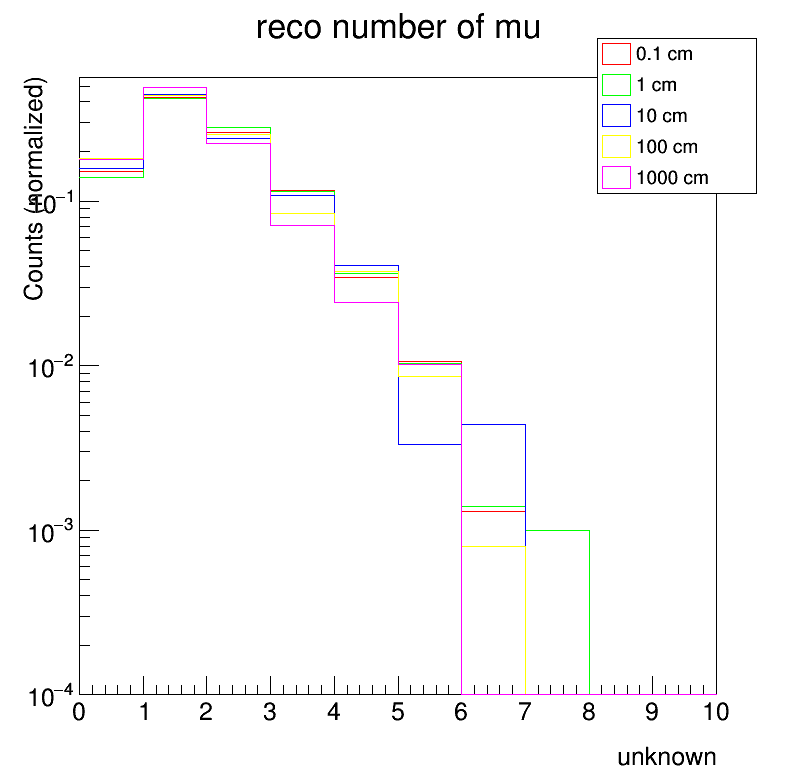 reco number of mu
0.1 cm
1 cm
10 cm
100 cm
1000 cm
Counts (normalized)
10⁻¹
10⁻²
10⁻³
10⁻⁴
0 1 2 3 4 5 6 7 8 9 10
unknown